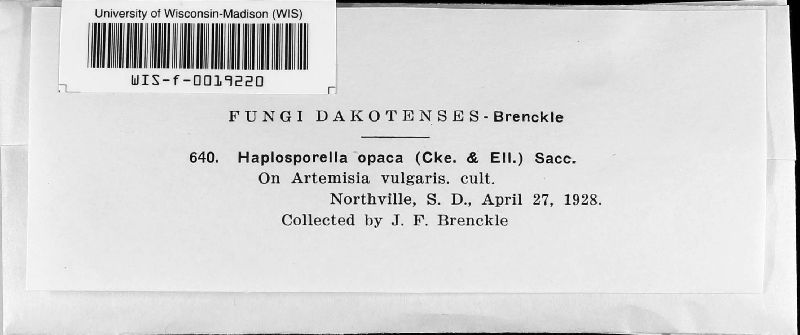 University of Wisconsin-Madison (WIS)
WIS-f-0019220
FUNGI DAKOTENSES-Brenckle
640. Haplosporella opaca (Cke. & Ell.) Sacc.
On Artemisia vulgaris. cult.
Northville, S. D., April 27, 1928.
Collected by J. F. Brenckle